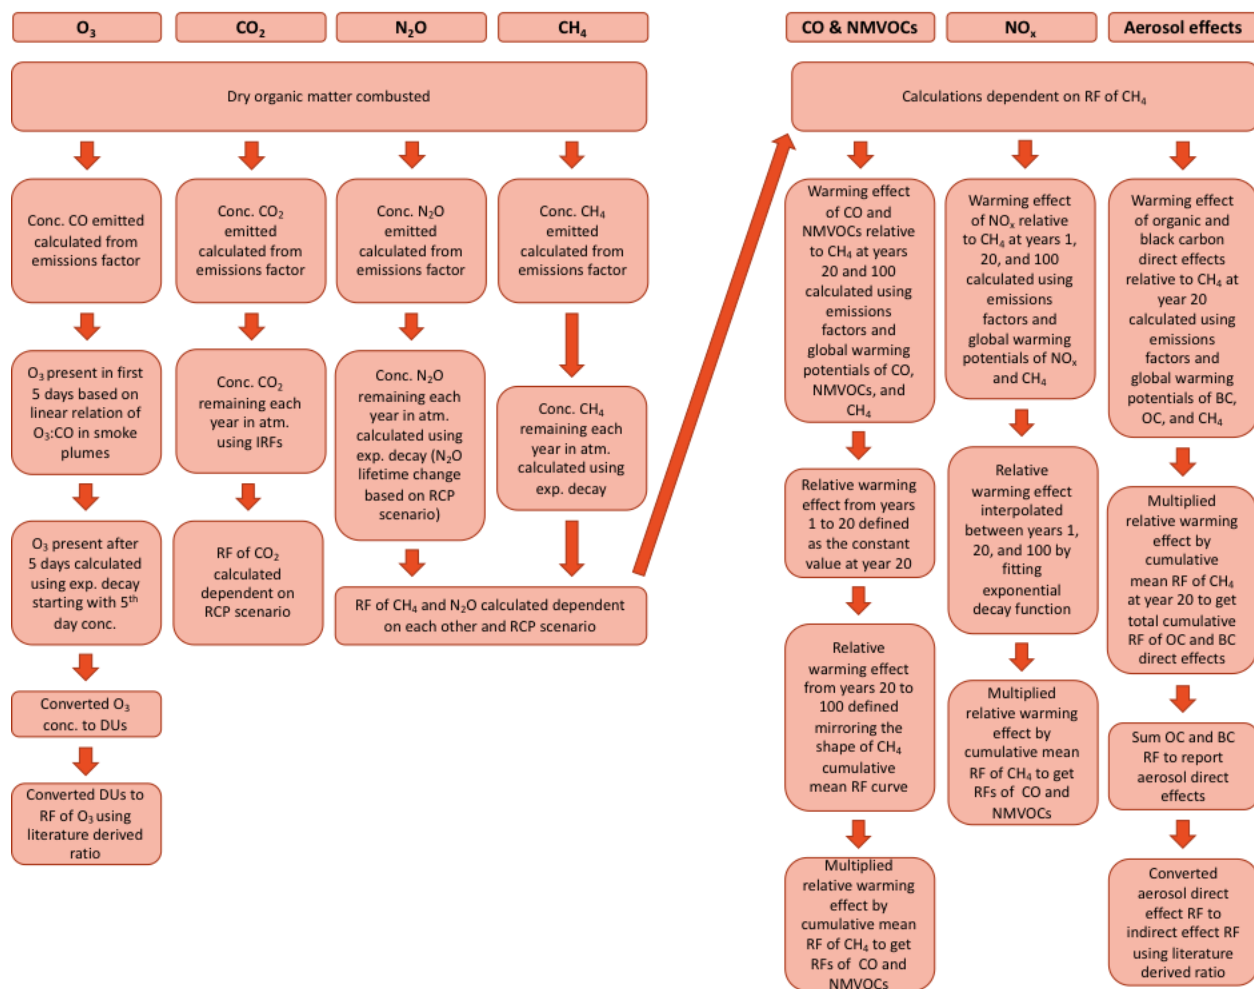 O₃
CO₂
N₂O
CH₄
Dry organic matter combusted
Conc. CO emitted
calculated from
emissions factor
Conc. CO₂
emitted
calculated from
emissions factor
Conc. N₂O
emitted
calculated from
emissions factor
Conc. CH₄
emitted
calculated from
emissions factor
O₃ present in first
5 days based on
linear relation of
O₃:CO in smoke
plumes
Conc. CO₂
remaining each
year in atm.
using IRFs
Conc. N₂O
remaining each
year in atm.
calculated using
exp. decay (N₂O
lifetime change
based on RCP
scenario)
Conc. CH₄
remaining each
year in atm.
calculated using
exp. decay
O₃ present after
5 days calculated
using exp. decay
starting with 5th
day conc.
RF of CO₂
calculated
dependent on
RCP scenario
RF of CH₄ and N₂O calculated dependent
on each other and RCP scenario
Converted O₃
conc. to DUs
Converted DUs to
RF of O₃ using
literature derived
ratio
CO & NMVOCs
NOₓ
Aerosol effects
Calculations dependent on RF of CH₄
Warming effect
of CO and
NMVOCs relative
to CH₄ at years
20 and 100
calculated using
emissions
factors and
global warming
potentials of CO,
NMVOCs, and
CH₄
Relative warming
effect from years
1 to 20 defined
as the constant
value at year 20
Relative
warming effect
from years 20 to
100 defined
mirroring the
shape of CH₄
cumulative
mean RF curve
Multiplied
relative warming
effect by
cumulative mean
RF of CH₄ to get
RFs of CO and
NMVOCs
Warming effect
of NOₓ relative
to CH₄ at years 1,
20, and 100
calculated using
emissions
factors and
global warming
potentials of NOₓ
and CH₄
Relative
warming effect
interpolated
between years 1,
20, and 100 by
fitting
exponential
decay function
Multiplied
relative warming
effect by
cumulative mean
RF of CH₄ to get
RFs of CO and
NMVOCs
Warming effect
of organic and
black carbon
direct effects
relative to CH₄ at
year 20
calculated using
emissions
factors and
global warming
potentials of BC,
OC, and CH₄
Multiplied
relative warming
effect by
cumulative
mean RF of CH₄
at year 20 to get
total cumulative
RF of OC and BC
direct effects
Sum OC and BC
RF to report
aerosol direct
effects
Converted
aerosol direct
effect RF to
indirect effect RF
using literature
derived ratio